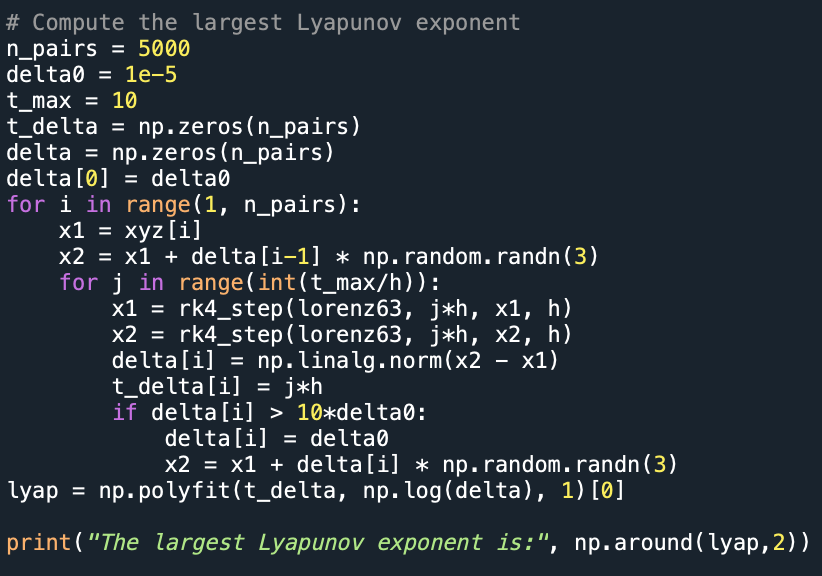 # Compute the largest Lyapunov exponent
n_pairs = 5000
delta0 = 1e-5
t_max = 10
t_delta = np.zeros(n_pairs)
delta = np.zeros(n_pairs)
delta[0] = delta0
for i in range(1, n_pairs):
    x1 = xyz[i]
    x2 = x1 + delta[i-1] * np.random.randn(3)
    for j in range(int(t_max/h)):
        x1 = rk4_step(lorenz63, j*h, x1, h)
        x2 = rk4_step(lorenz63, j*h, x2, h)
        delta[i] = np.linalg.norm(x2 - x1)
        t_delta[i] = j*h
        if delta[i] > 10*delta0:
            delta[i] = delta0
            x2 = x1 + delta[i] * np.random.randn(3)
lyap = np.polyfit(t_delta, np.log(delta), 1)[0]

print("The largest Lyapunov exponent is:", np.around(lyap,2))